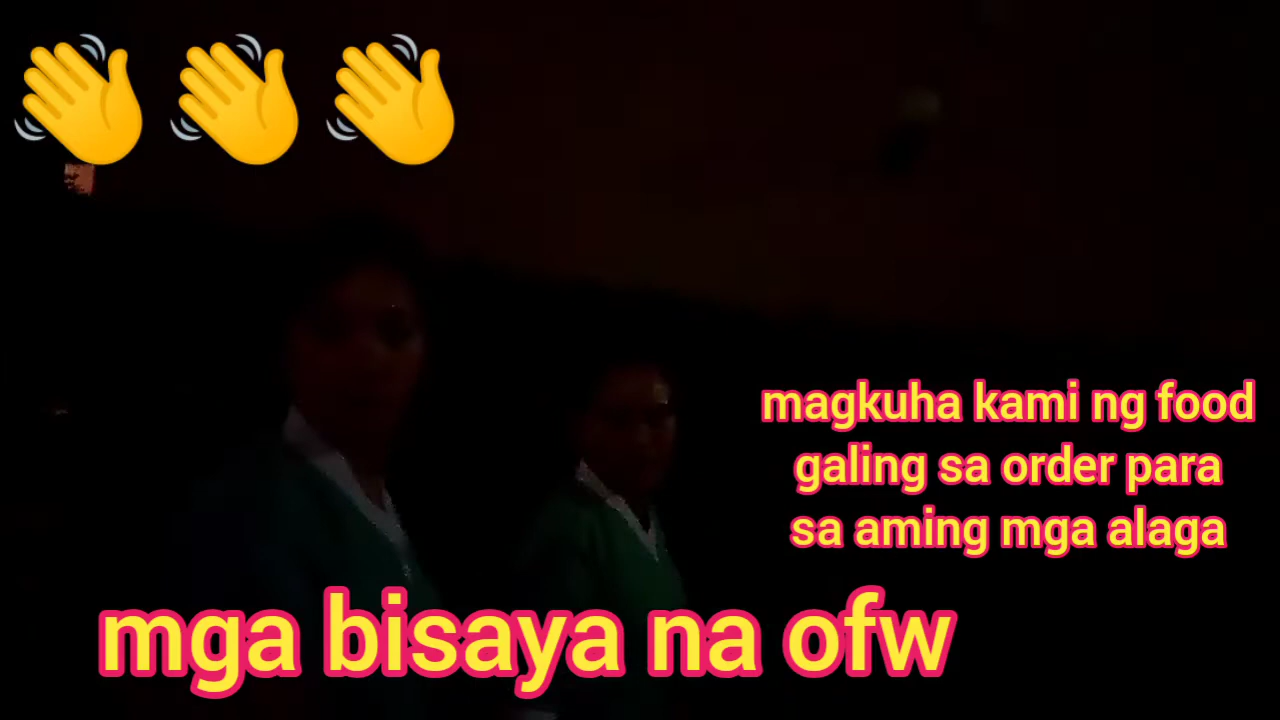 magkuha kami ng food
galing sa order para
sa aming mga alaga
mga bisaya na ofw